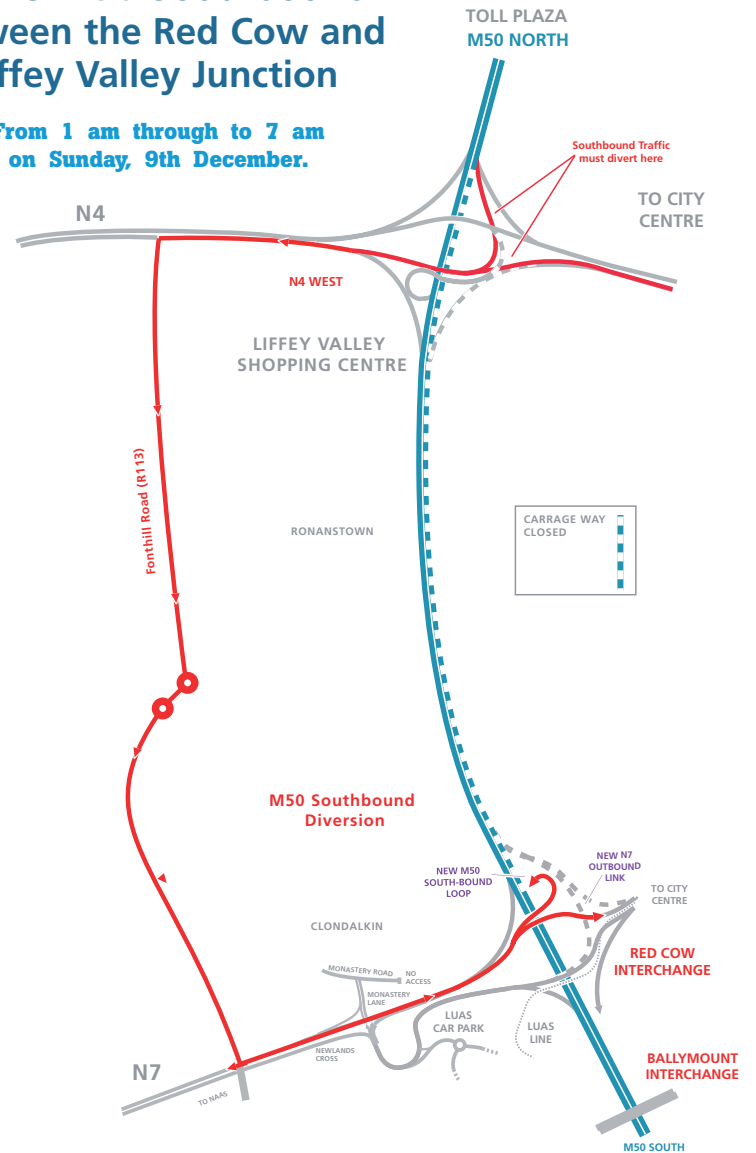 ween the Red Cow and
ffey Valley Junction
From 1 am through to 7 am
on Sunday, 9th December.
TOLL PLAZA
M50 NORTH
Southbound Traffic
must divert here
N4
TO CITY
CENTRE
N4 WEST
LIFFEY VALLEY
SHOPPING CENTRE
Fonthill Road (R113)
RONANSTOWN
CARRAGE WAY
CLOSED
M50 Southbound
Diversion
NEW M50
SOUTH-BOUND
LOOP
NEW N7
OUTBOUND
LINK
TO CITY
CENTRE
CLONDALKIN
RED COW
INTERCHANGE
MONASTERY ROAD
NO
ACCESS
MONASTERY
LANE
LUAS
CAR PARK
LUAS
LINE
NEWLANDS
CROSS
N7
TO NAAS
BALLYMOUNT
INTERCHANGE
M50 SOUTH